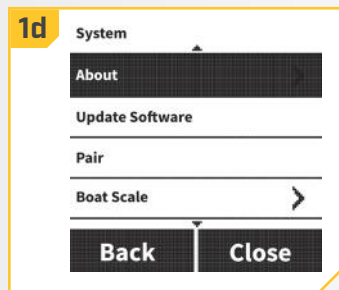 1d
System
About
Update Software
Pair
Boat Scale
Back Close